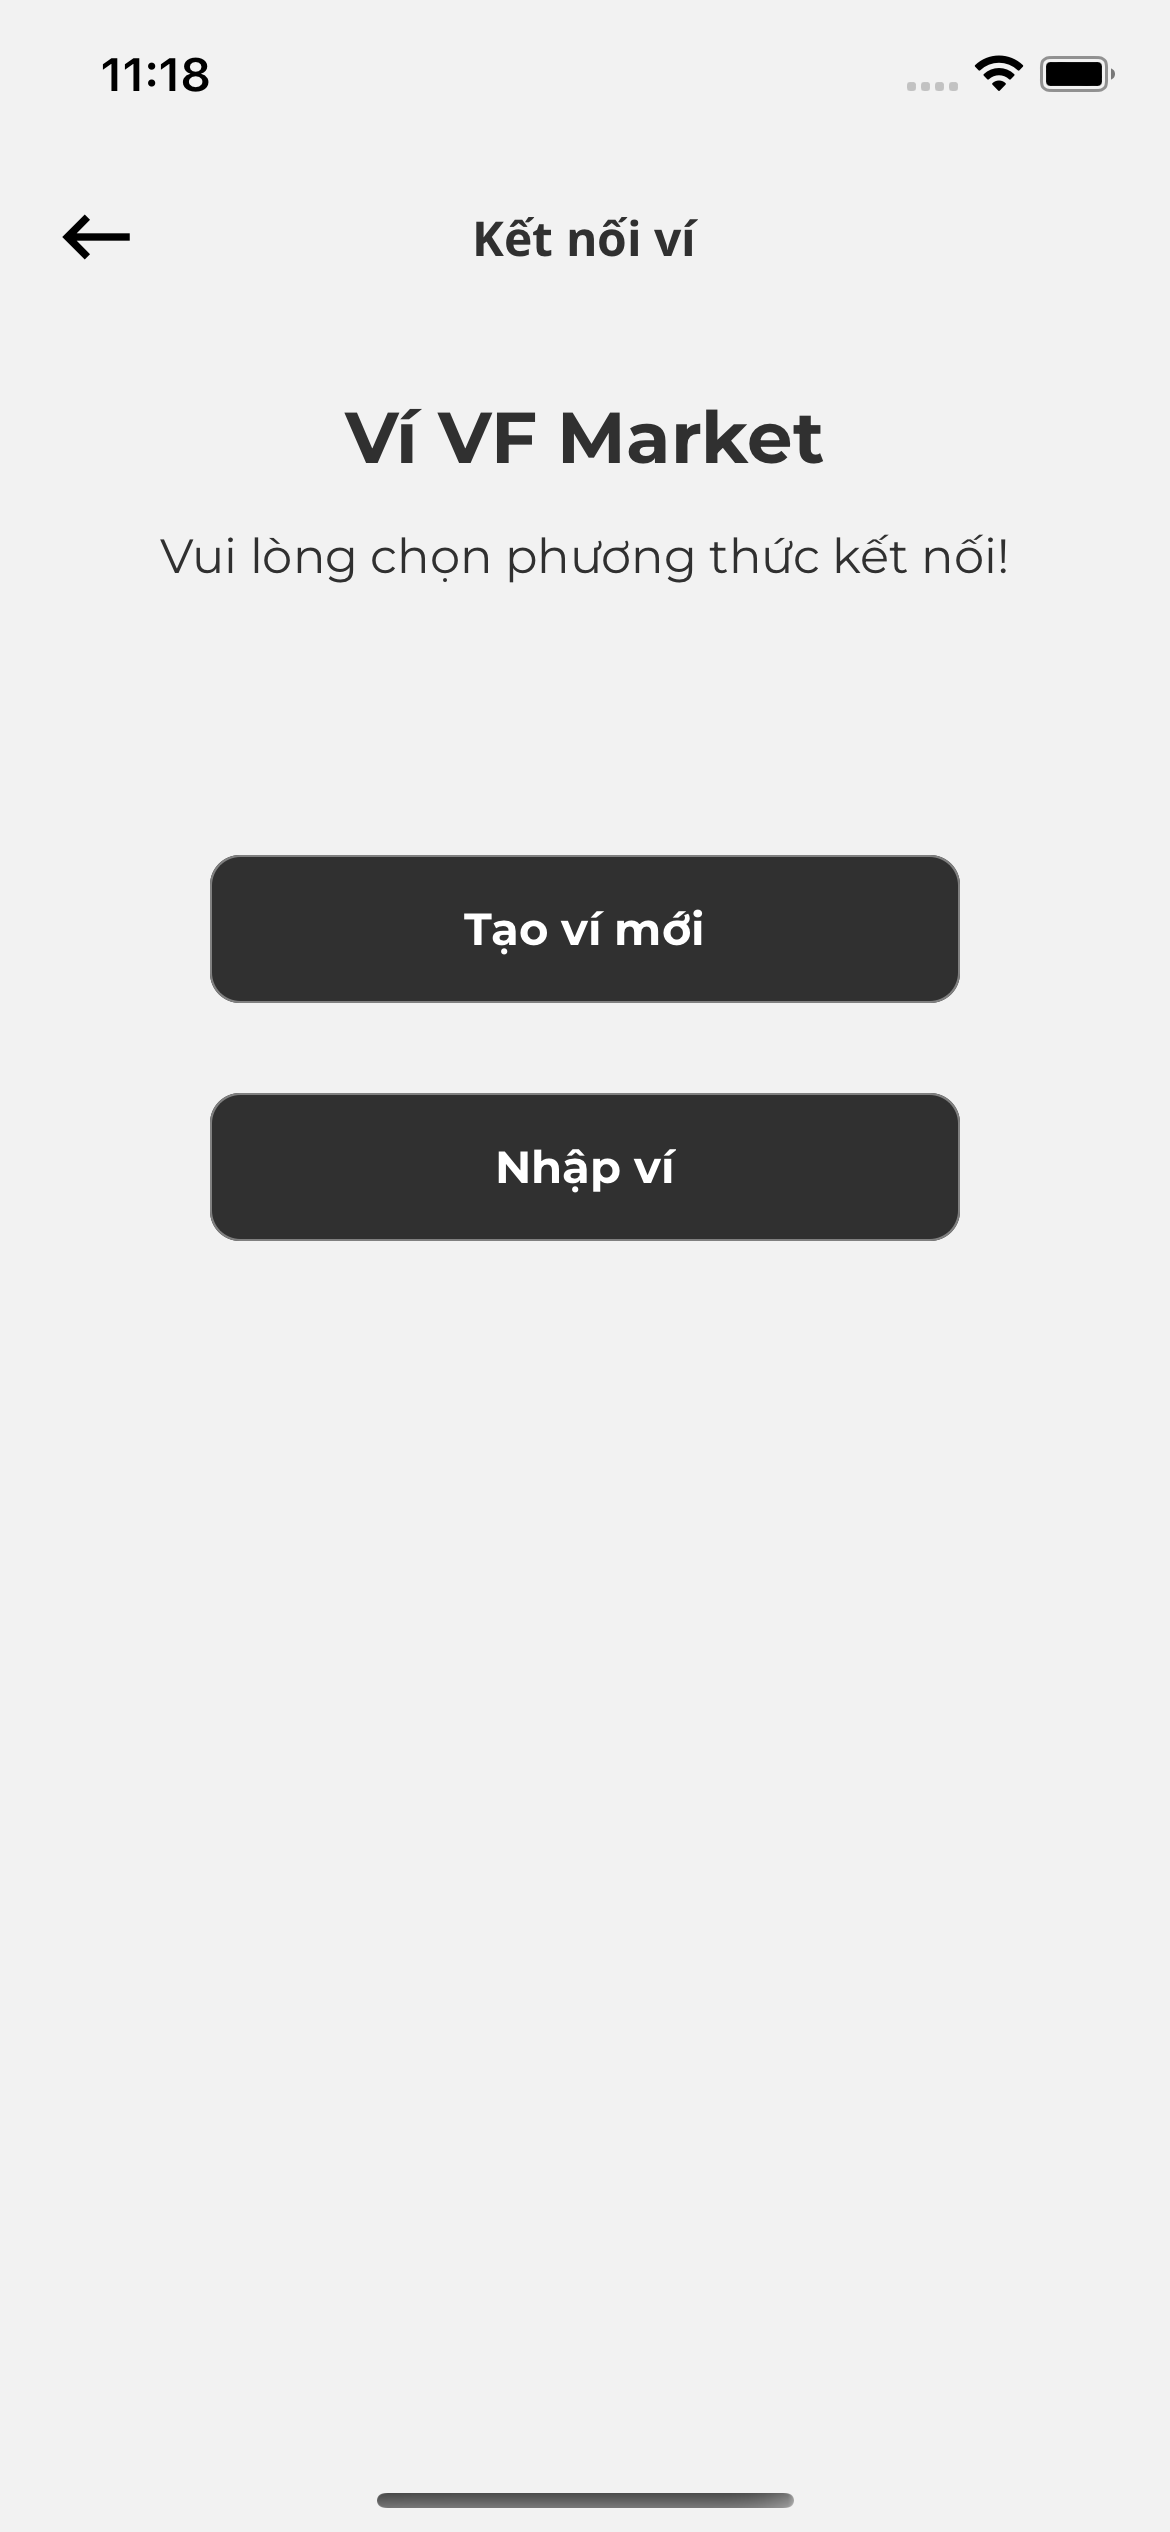 11:18
Kết nối ví
Ví VF Market
Vui lòng chọn phương thức kết nối!
Tạo ví mới
Nhập ví